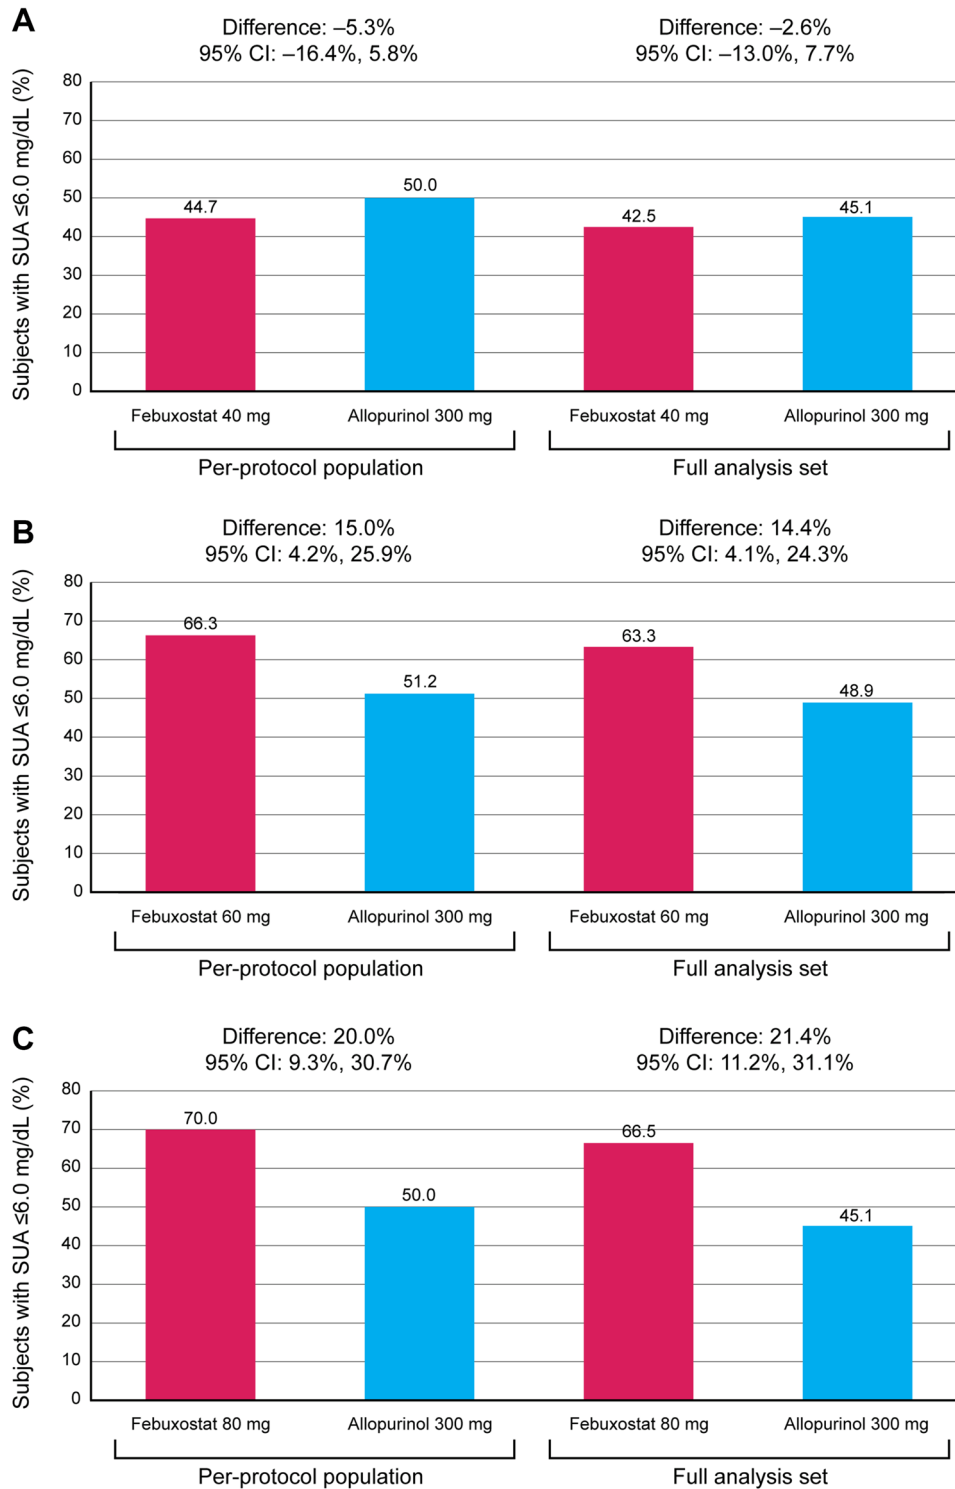 A
Difference: –5.3%
95% CI: –16.4%, 5.8%
Difference: –2.6%
95% CI: –13.0%, 7.7%
Subjects with SUA ≤6.0 mg/dL (%)
80
70
60
50
40
30
20
10
0
44.7
50.0
42.5
45.1
Febuxostat 40 mg
Allopurinol 300 mg
Febuxostat 40 mg
Allopurinol 300 mg
Per-protocol population
Full analysis set
B
Difference: 15.0%
95% CI: 4.2%, 25.9%
Difference: 14.4%
95% CI: 4.1%, 24.3%
Subjects with SUA ≤6.0 mg/dL (%)
80
70
60
50
40
30
20
10
0
66.3
51.2
63.3
48.9
Febuxostat 60 mg
Allopurinol 300 mg
Febuxostat 60 mg
Allopurinol 300 mg
Per-protocol population
Full analysis set
C
Difference: 20.0%
95% CI: 9.3%, 30.7%
Difference: 21.4%
95% CI: 11.2%, 31.1%
Subjects with SUA ≤6.0 mg/dL (%)
80
70
60
50
40
30
20
10
0
70.0
50.0
66.5
45.1
Febuxostat 80 mg
Allopurinol 300 mg
Febuxostat 80 mg
Allopurinol 300 mg
Per-protocol population
Full analysis set